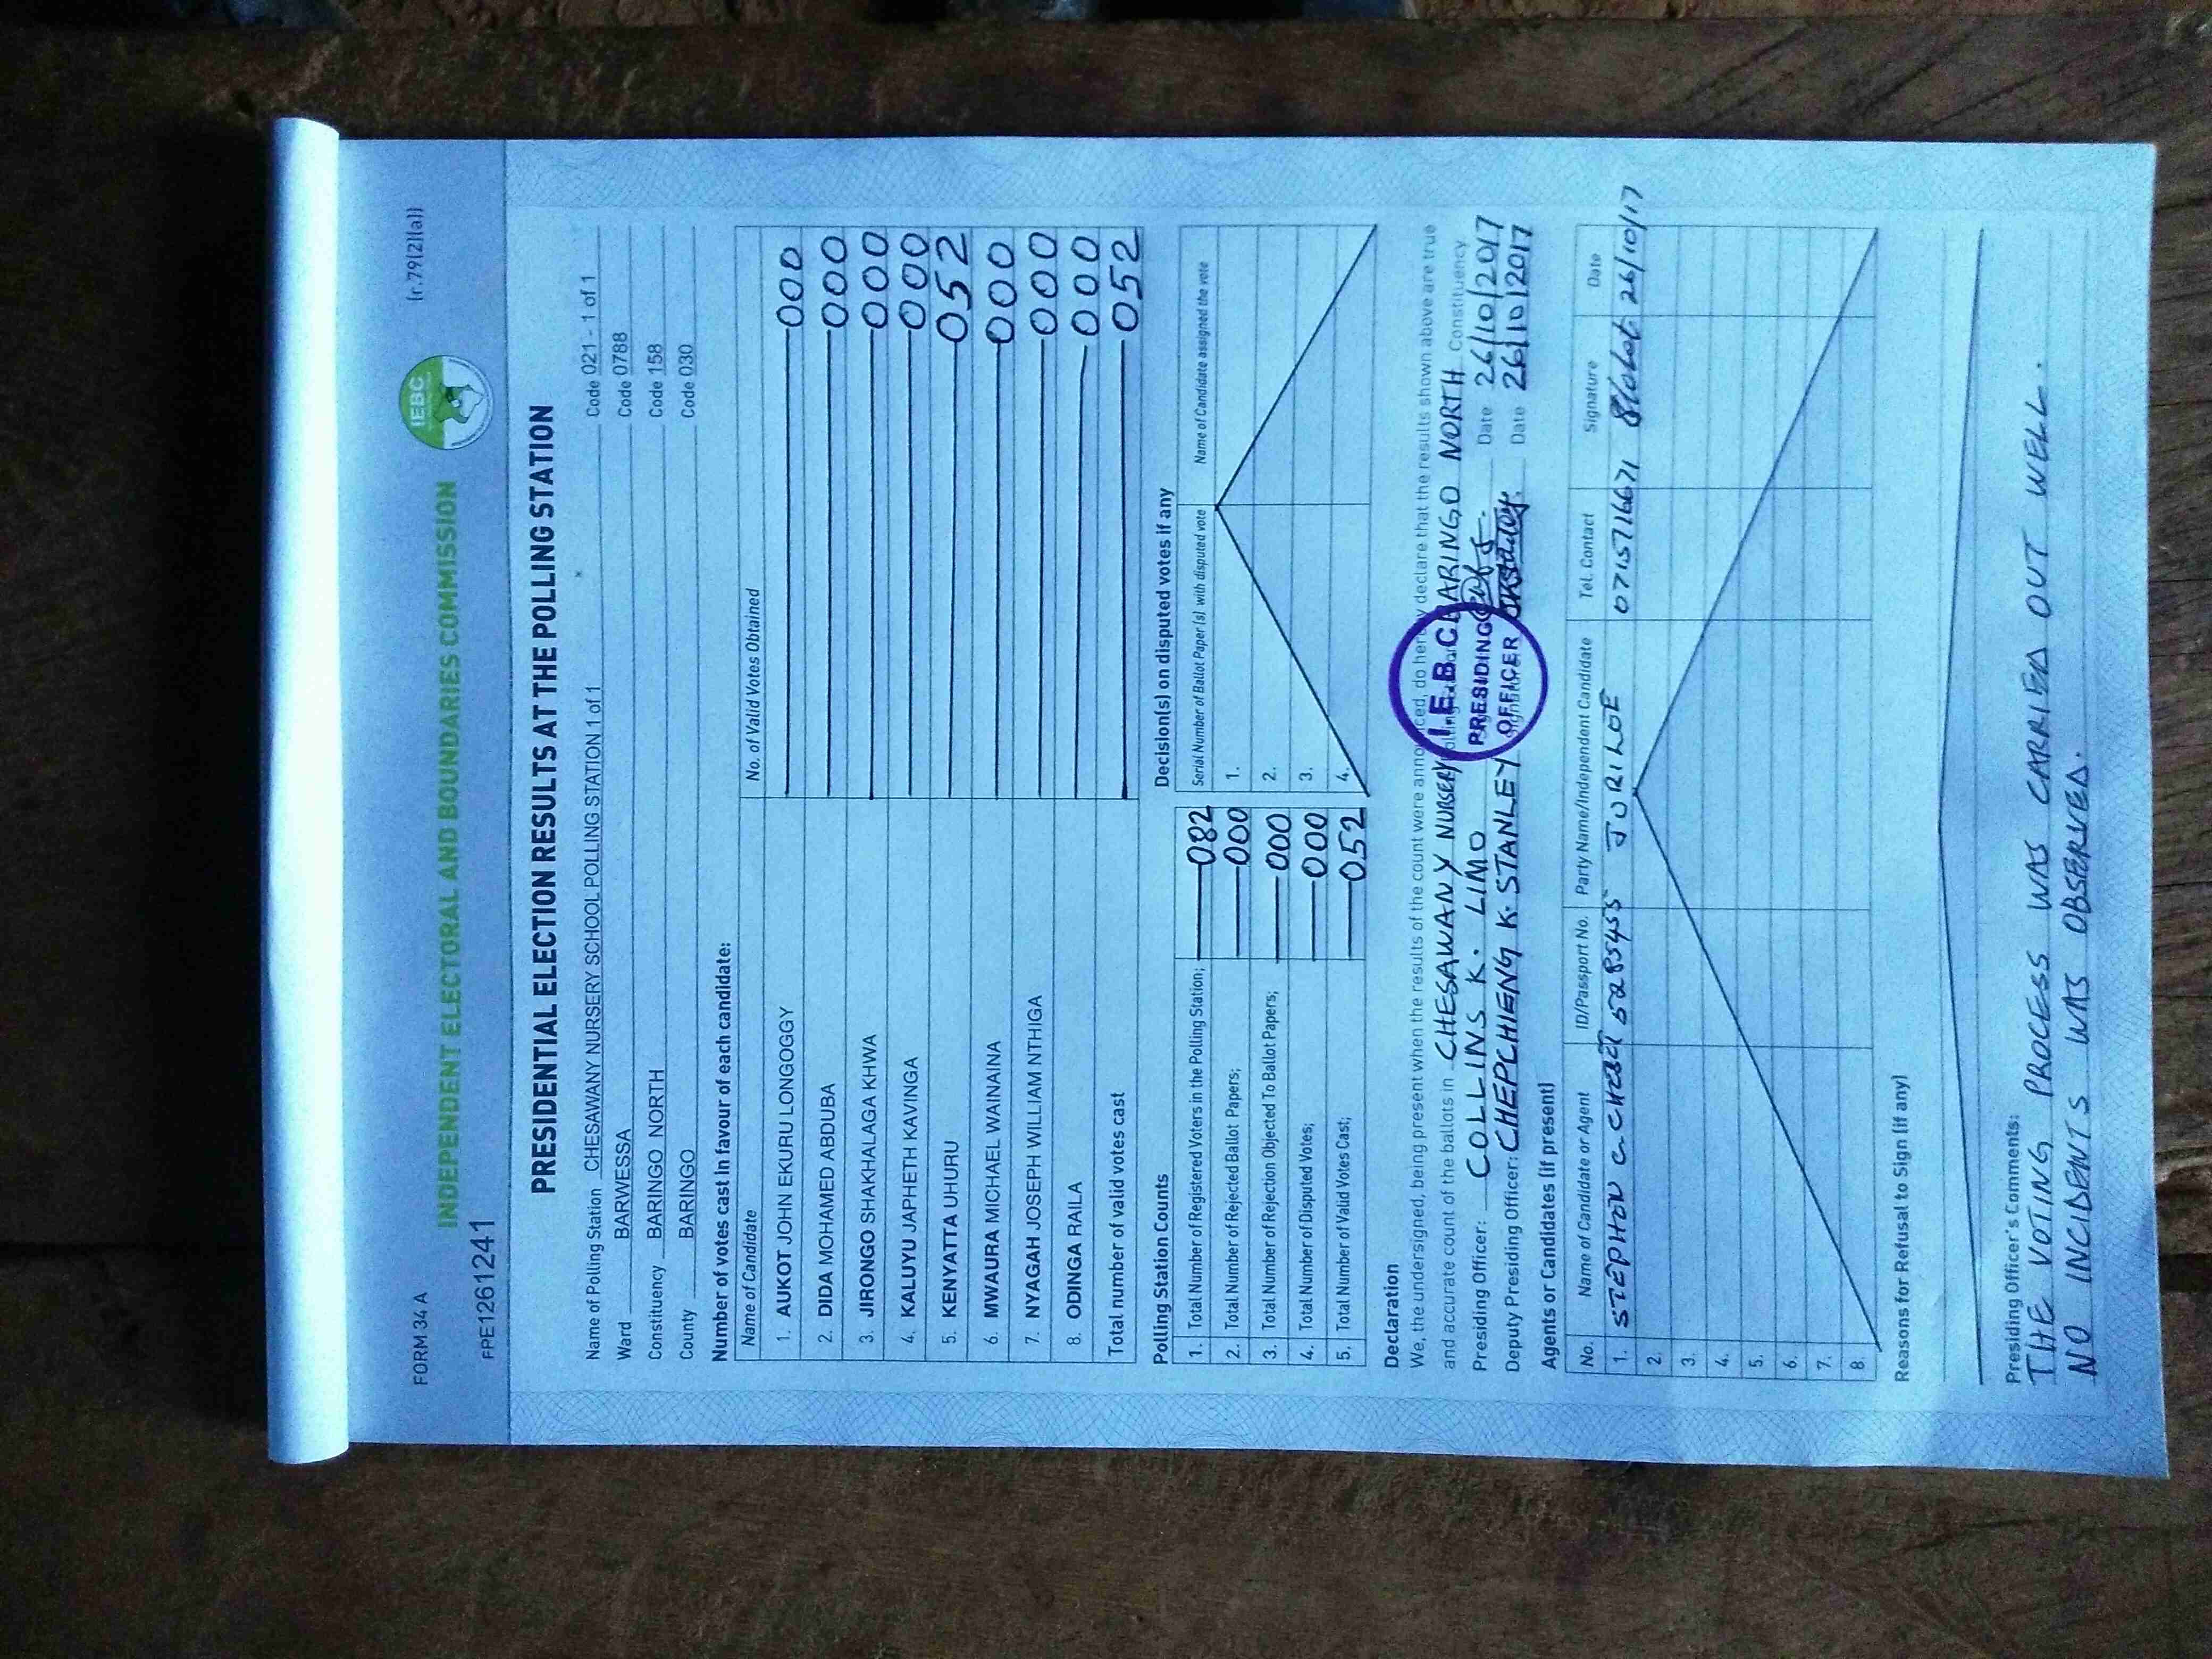 FORM 34 A
(r.79(2)(a))
INDEPENDENT ELECTORAL AND BOUNDARIES COMMISSION
IEBC
FPE1261241
PRESIDENTIAL ELECTION RESULTS AT THE POLLING STATION
Name of Polling Station CHESAWANY NURSERY SCHOOL POLLING STATION 1 of 1 Code 021 - 1 of 1
Ward BARWESSA Code 0788
Constituency BARINGO NORTH Code 158
County BARINGO Code 030
Number of votes cast in favour of each candidate:
Name of Candidate No. of Valid Votes Obtained
1. AUKOT JOHN EKURU LONGOGGY 000
2. DIDA MOHAMED ABDUBA 000
3. JIRONGO SHAKHALAGA KHWA 000
4. KALUYU JAPHETH KAVINGA 000
5. KENYATTA UHURU 052
6. MWAURA MICHAEL WAINAINA 000
7. NYAGAH JOSEPH WILLIAM NTHIGA 000
8. ODINGA RAILA 000
Total number of valid votes cast 052
Polling Station Counts
1. Total Number of Registered Voters in the Polling Station; 082
2. Total Number of Rejected Ballot Papers; 000
3. Total Number of Rejection Objected To Ballot Papers; 000
4. Total Number of Disputed Votes; 000
5. Total Number of Valid Votes Cast; 052
Decision(s) on disputed votes if any
Serial Number of Ballot Paper (s) with disputed vote Name of Candidate assigned the vote
1.
2.
3.
4.
Declaration
We, the undersigned, being present when the results of the count were announced, do hereby declare that the results shown above are true
and accurate count of the ballots in CHESAWANY NURSERY BARINGO NORTH Constituency
Presiding Officer: COLLINS K. LIMO Date 26/10/2017
Deputy Presiding Officer: CHEPCHIENG K. STANLEY Date 26/10/2017
I.E.B.C
PRESIDING
OFFICER
Agents or Candidates (if present)
No. Name of Candidate or Agent ID/Passport No. Party Name/Independent Candidate Tel. Contact Signature Date
1. 5285455 0715716671 26/10/17
2.
3.
4.
5.
6.
7.
8.
Reasons for Refusal to Sign (if any)
Presiding Officer's Comments:
THE VOTING PROCESS WAS CARRIED OUT WELL.
NO INCIDENTS WAS OBSERVED.